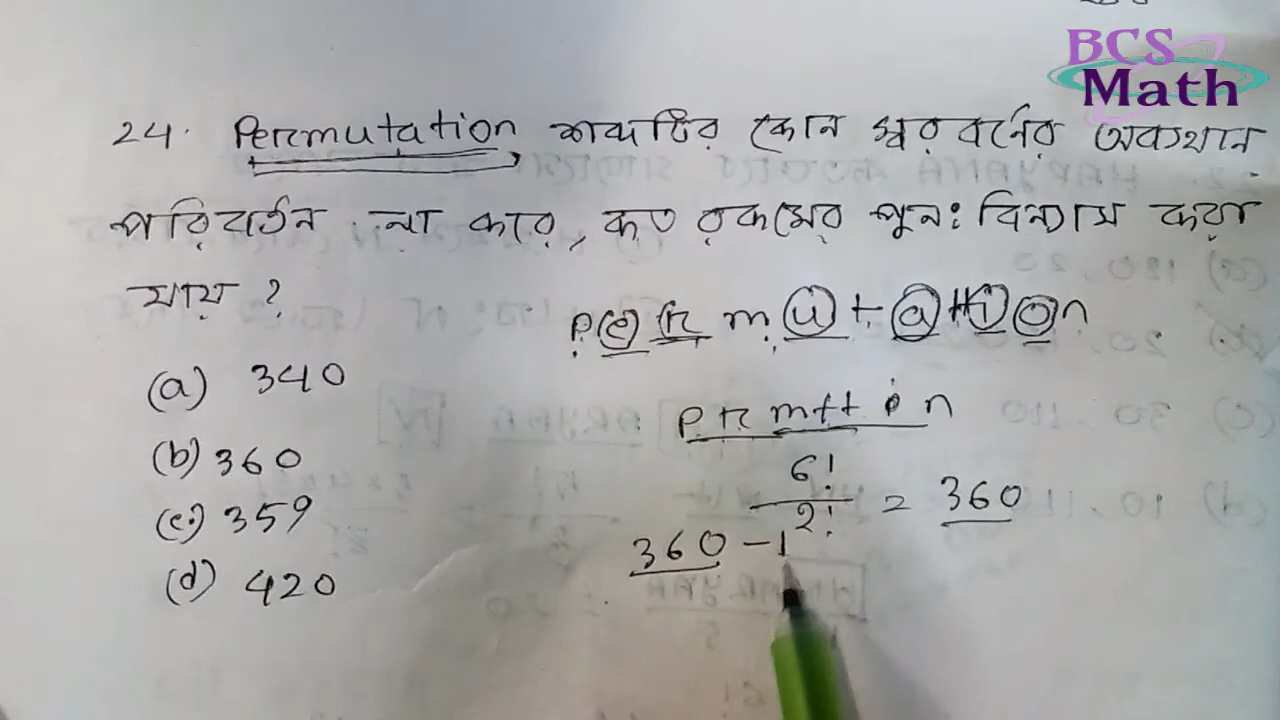 BCS
Math
24. Permutation শব্দটির কোন স্বরবর্নের অবস্থান
পরিবর্তন না করে, কত রকমের পুনঃ বিন্যাস করা
যায় ?
permutation
(a) 340
(b) 360
(c) 359
(d) 420
p r m t t n
6!
2!
= 360
360 - 1